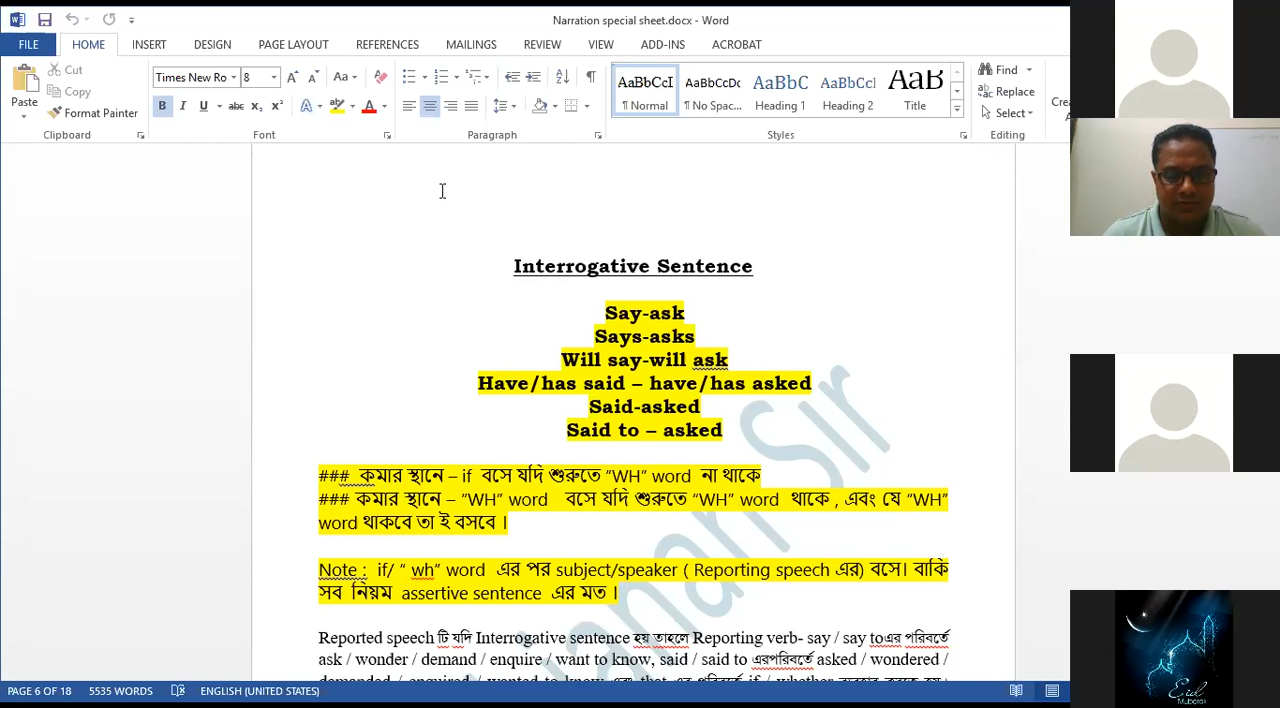 Narration special sheet.docx - Word
FILE HOME INSERT DESIGN PAGE LAYOUT REFERENCES MAILINGS REVIEW VIEW ADD-INS ACROBAT
Cut
Copy
Format Painter
Paste
Clipboard
Times New Ro 8
Font
Paragraph
AaBbCcI AaBbCcDc AaBbC AaBbCcI AaB
¶ Normal ¶ No Spac... Heading 1 Heading 2 Title
Styles
Find
Replace
Select
Editing
Interrogative Sentence
Say-ask
Says-asks
Will say-will ask
Have/has said – have/has asked
Said-asked
Said to – asked
### কমার স্থানে – if বসে যদি শুরুতে “WH” word না থাকে
### কমার স্থানে – ”WH” word বসে যদি শুরুতে “WH” word থাকে , এবং যে “WH”
word থাকবে তা ই বসবে ।
Note : if/ “ wh” word এর পর subject/speaker ( Reporting speech এর) বসে। বাকি
সব নিয়ম assertive sentence এর মত ।
Reported speech টি যদি Interrogative sentence হয় তাহলে Reporting verb- say / say toএর পরিবর্তে
ask / wonder / demand / enquire / want to know, said / said to এরপরিবর্তে asked / wondered /
Sir
PAGE 6 OF 18 5535 WORDS ENGLISH (UNITED STATES)
Eid
Mubarak